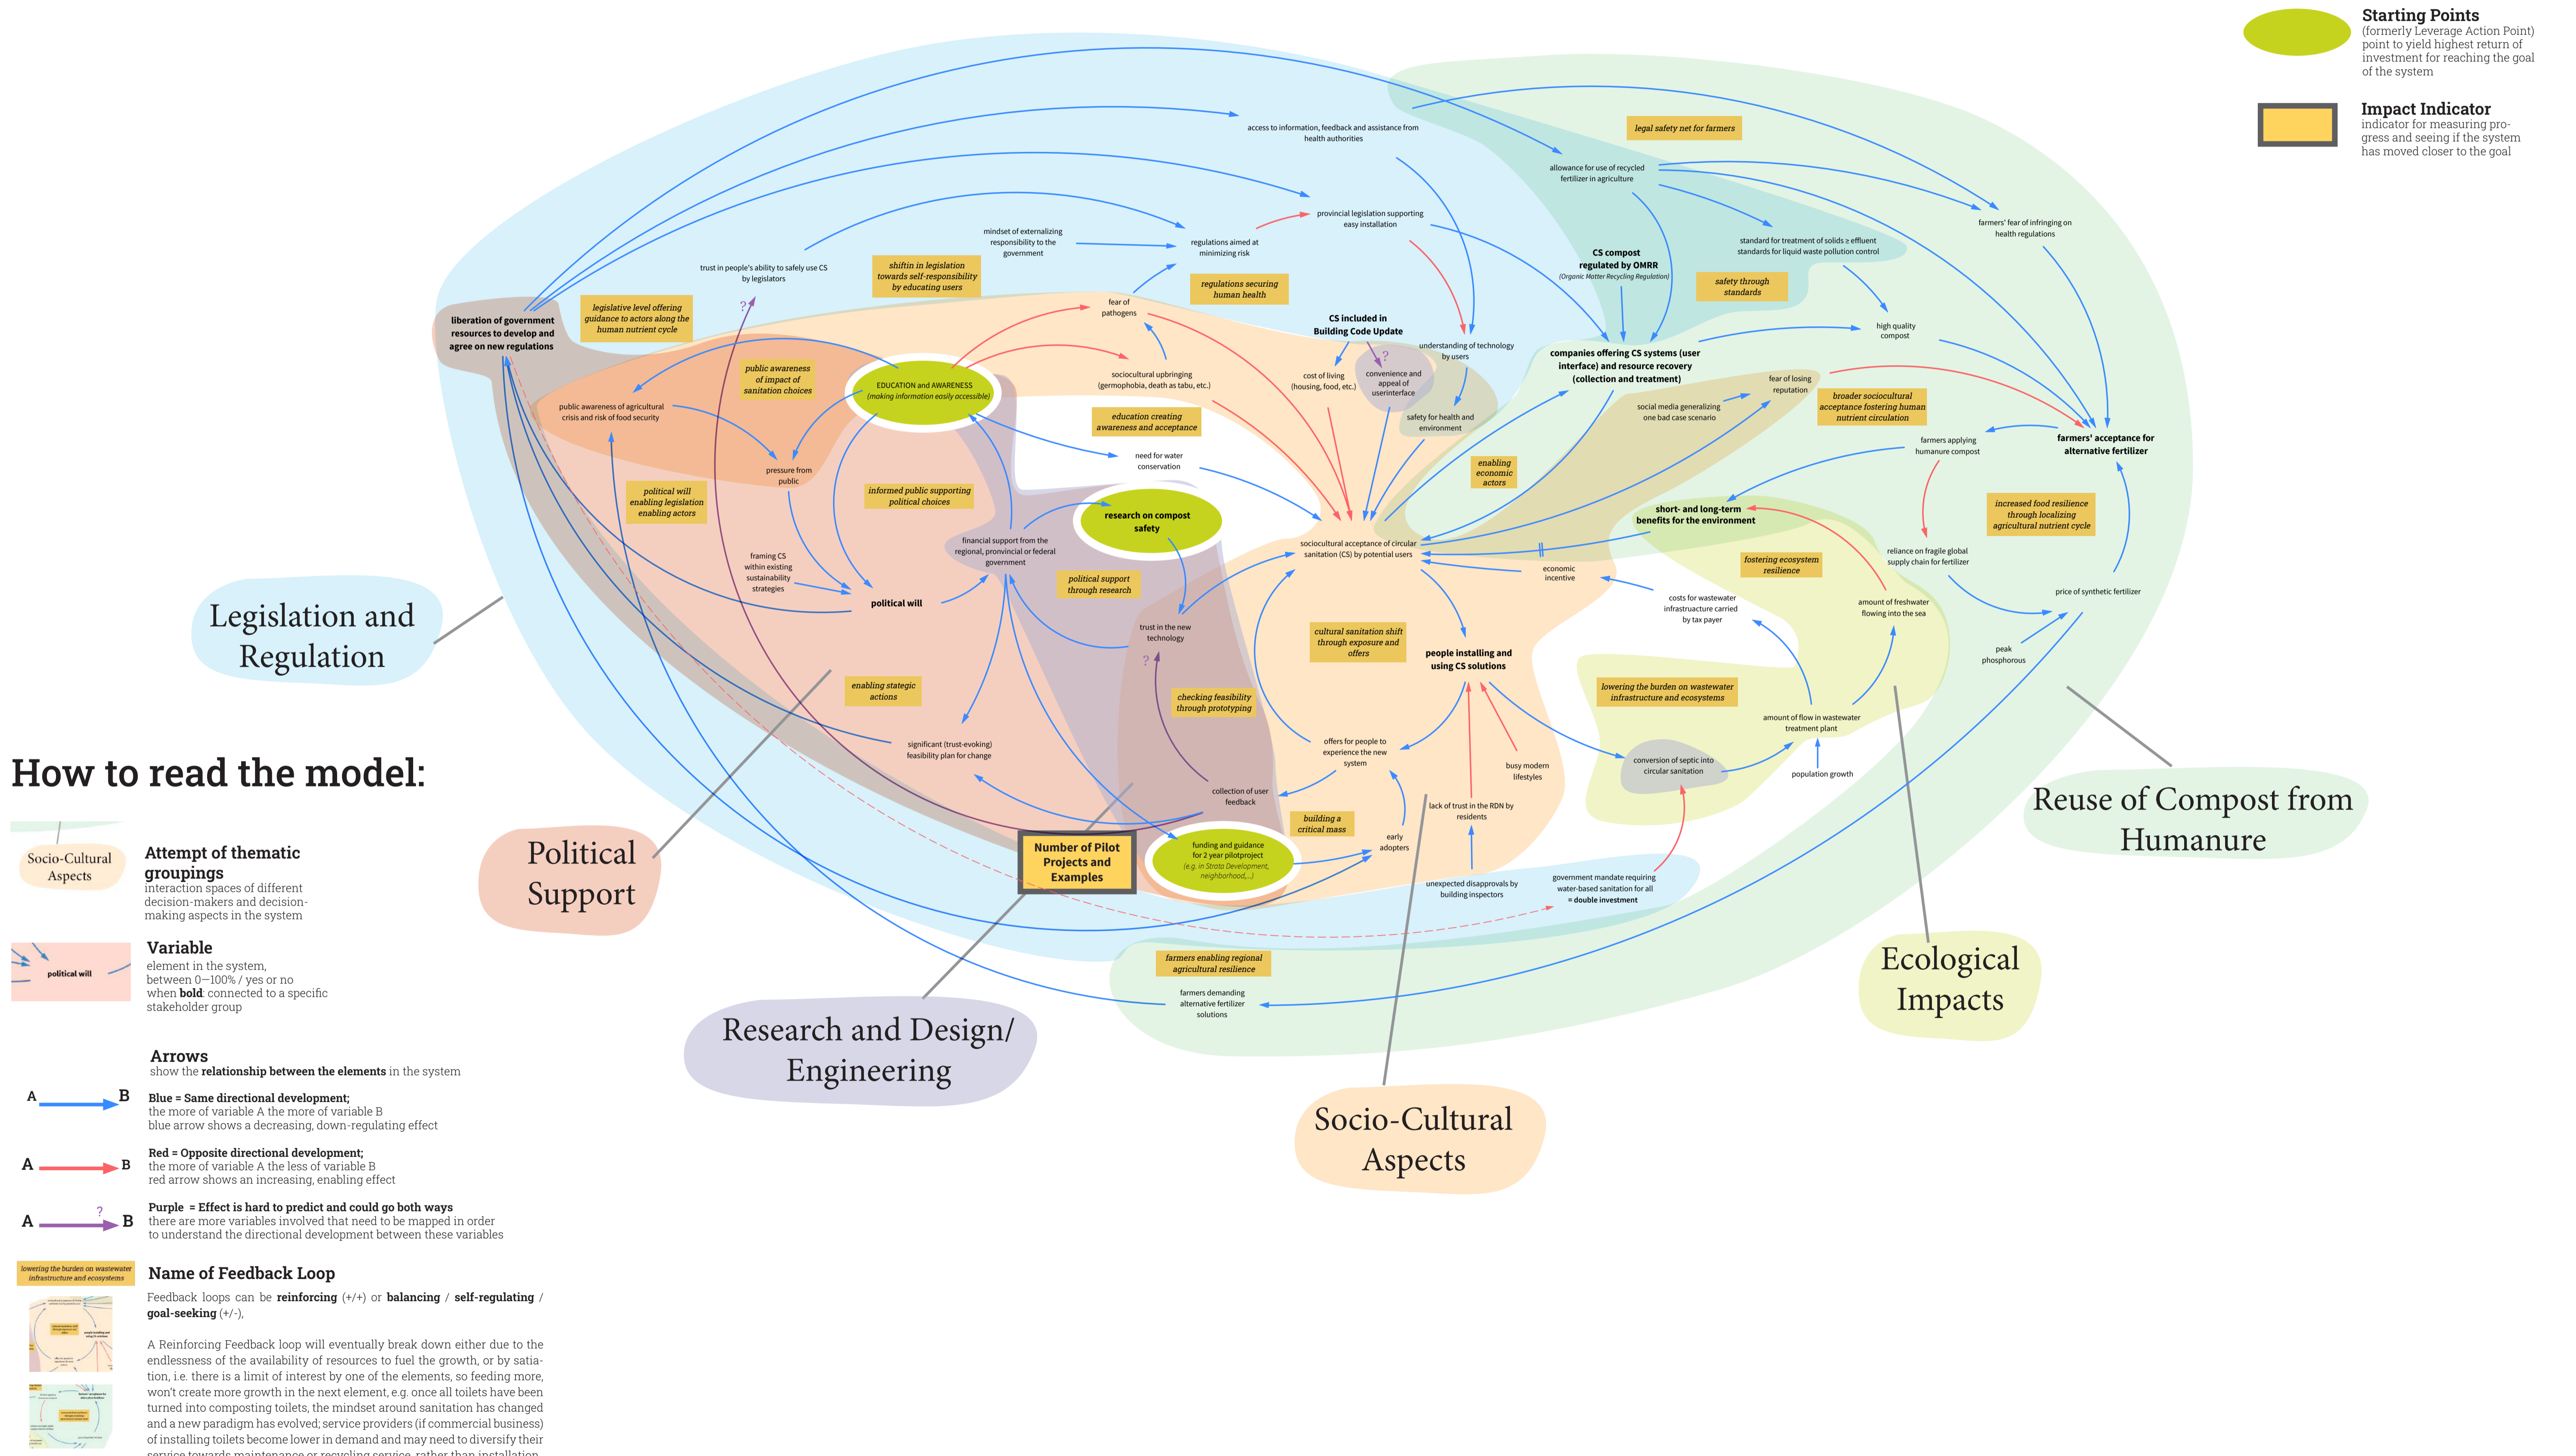 Starting Points
(formerly Leverage Action Point)
point to yield highest return of
investment for reaching the goal
of the system
Impact Indicator
indicator for measuring pro-
gress and seeing if the system
has moved closer to the goal
access to information, feedback and assistance from
health authorities
legal safety net for farmers
allowance for use of recycled
fertilizer in agriculture
provincial legislation supporting
easy installation
farmers' fear of infringing on
health regulations
mindset of externalizing
responsibility to the
government
regulations aimed at
minimizing risk
standard for treatment of solids ≥ effluent
standards for liquid waste pollution control
CS compost
regulated by OMRR
(Organic Matter Recycling Regulation)
trust in people's ability to safely use CS
by legislators
shiftin in legislation
towards self-responsibility
by educating users
regulations securing
human health
safety through
standards
?
legislative level offering
guidance to actors along the
human nutrient cycle
fear of
pathogens
liberation of government
resources to develop and
agree on new regulations
CS included in
Building Code Update
high quality
compost
?
understanding of technology
by users
companies offering CS systems (user
interface) and resource recovery
(collection and treatment)
public awareness
of impact of
sanitation choices
EDUCATION and AWARENESS
(making information easily accessible)
sociocultural upbringing
(germophobia, death as tabu, etc.)
cost of living
(housing, food, etc.)
convenience and
appeal of
userinterface
fear of losing
reputation
public awareness of agricultural
crisis and risk of food security
education creating
awareness and acceptance
safety for health and
environment
social media generalizing
one bad case scenario
broader sociocultural
acceptance fostering human
nutrient circulation
farmers applying
humanure compost
farmers' acceptance for
alternative fertilizer
pressure from
public
need for water
conservation
enabling
economic
actors
political will
enabling legislation
enabling actors
informed public supporting
political choices
research on compost
safety
short- and long-term
benefits for the environment
increased food resilience
through localizing
agricultural nutrient cycle
financial support from the
regional, pronvincial or federal
government
sociocultural acceptance of circular
sanitation (CS) by potential users
reliance on fragile global
supply chain for fertilizer
framing CS
within existing
sustainability
strategies
political support
through research
economic
incentive
fostering ecosystem
resilience
price of synthetic fertilizer
political will
costs for wastewater
infrastruacture carried
by tax payer
amount of freshwater
flowing into the sea
Legislation and
Regulation
trust in the new
technology
?
cultural sanitation shift
through exposure and
offers
people installing and
using CS solutions
peak
phosphorous
enabling stategic
actions
checking feasibility
through prototyping
lowering the burden on wastewater
infrastructure and ecosystems
amount of flow in wastewater
treatment plant
significant (trust-evoking)
feasibility plan for change
offers for people to
experience the new
system
busy modern
lifestyles
conversion of septic into
circular sanitation
population growth
collection of user
feedback
lack of trust in the RDN by
residents
Reuse of Compost from
Humanure
building a
critical mass
early
adopters
Political
Support
Number of Pilot
Projects and
Examples
funding and guidance
for 2 year pilotproject
(e.g. in Strata Development,
neighborhood,...)
unexpected disapprovals by
building inspectors
government mandate requiring
water-based sanitation for all
= double investment
farmers enabling regional
agricultural resilience
farmers demanding
alternative fertilizer
solutions
Ecological
Impacts
Research and Design/
Engineering
Socio-Cultural
Aspects
How to read the model:
Socio-Cultural
Aspects
Attempt of thematic
groupings
interaction spaces of different
decision-makers and decision-
making aspects in the system
political will
Variable
element in the system,
between 0—100% / yes or no
when bold: connected to a specific
stakeholder group
Arrows
show the relationship between the elements in the system
A B
Blue = Same directional development;
the more of variable A the more of variable B
blue arrow shows a decreasing, down-regulating effect
A B
Red = Opposite directional development;
the more of variable A the less of variable B
red arrow shows an increasing, enabling effect
A ? B
Purple = Effect is hard to predict and could go both ways
there are more variables involved that need to be mapped in order
to understand the directional development between these variables
lowering the burden on wastewater
infrastructure and ecosystems
Name of Feedback Loop
Feedback loops can be reinforcing (+/+) or balancing / self-regulating /
goal-seeking (+/-),
A Reinforcing Feedback loop will eventually break down either due to the
endlessness of the availability of resources to fuel the growth, or by satia-
tion, i.e. there is a limit of interest by one of the elements, so feeding more,
won't create more growth in the next element, e.g. once all toilets have been
turned into composting toilets, the mindset around sanitation has changed
and a new paradigm has evolved; service providers (if commercial business)
of installing toilets become lower in demand and may need to diversify their
service towards maintenance or recycling service, rather than installation.